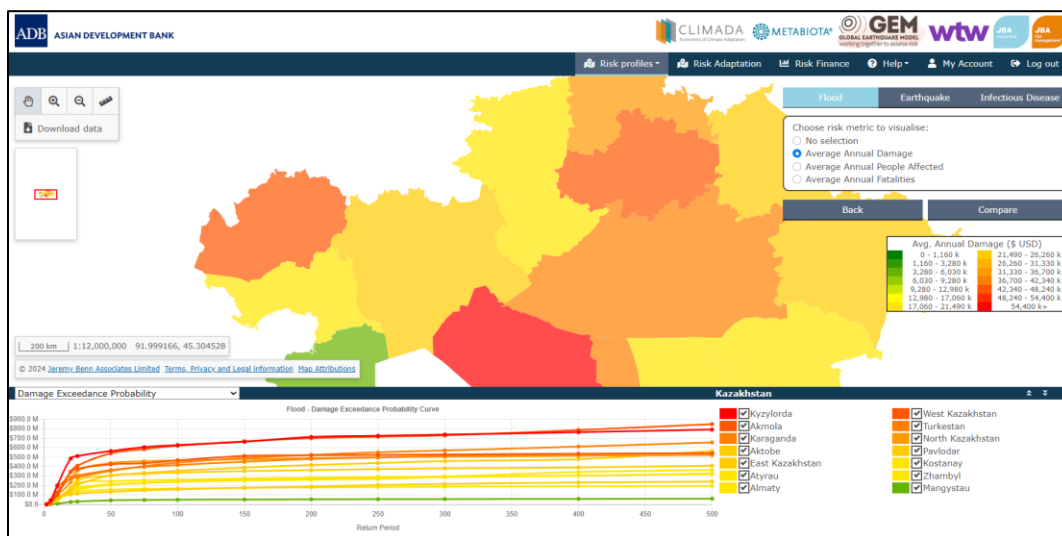 ADB ASIAN DEVELOPMENT BANK
CLIMADA
Economics of Climate Adaptation
METABIOTA
GEM
GLOBAL EARTHQUAKE MODEL
working together to assess risk
wtw
JBA
JBA
risk
management
Risk profiles
Risk Adaptation
Risk Finance
Help
My Account
Log out
Download data
Flood
Earthquake
Infectious Disease
Choose risk metric to visualise:
No selection
Average Annual Damage
Average Annual People Affected
Average Annual Fatalities
Back
Compare
Avg. Annual Damage ($ USD)
0 - 1,160 k
1,160 - 3,280 k
3,280 - 6,030 k
6,030 - 9,280 k
9,280 - 12,980 k
12,980 - 17,060 k
17,060 - 21,490 k
21,490 - 26,260 k
26,260 - 31,330 k
31,330 - 36,700 k
36,700 - 42,340 k
42,340 - 48,240 k
48,240 - 54,400 k
54,400 k+
200 km 1:12,000,000 91.999166, 45.304528
© 2024 Jeremy Benn Associates Limited Terms, Privacy and Legal information Map Attributions
Damage Exceedance Probability
Kazakhstan
Flood - Damage Exceedance Probability Curve
$900.0 M
$800.0 M
$700.0 M
$600.0 M
$500.0 M
$400.0 M
$300.0 M
$200.0 M
$100.0 M
$0.0
0 50 100 150 200 250 300 350 400 450 500
Return Period
Kyzylorda
Akmola
Karaganda
Aktobe
East Kazakhstan
Atyrau
Almaty
West Kazakhstan
Turkestan
North Kazakhstan
Pavlodar
Kostanay
Zhambyl
Mangystau